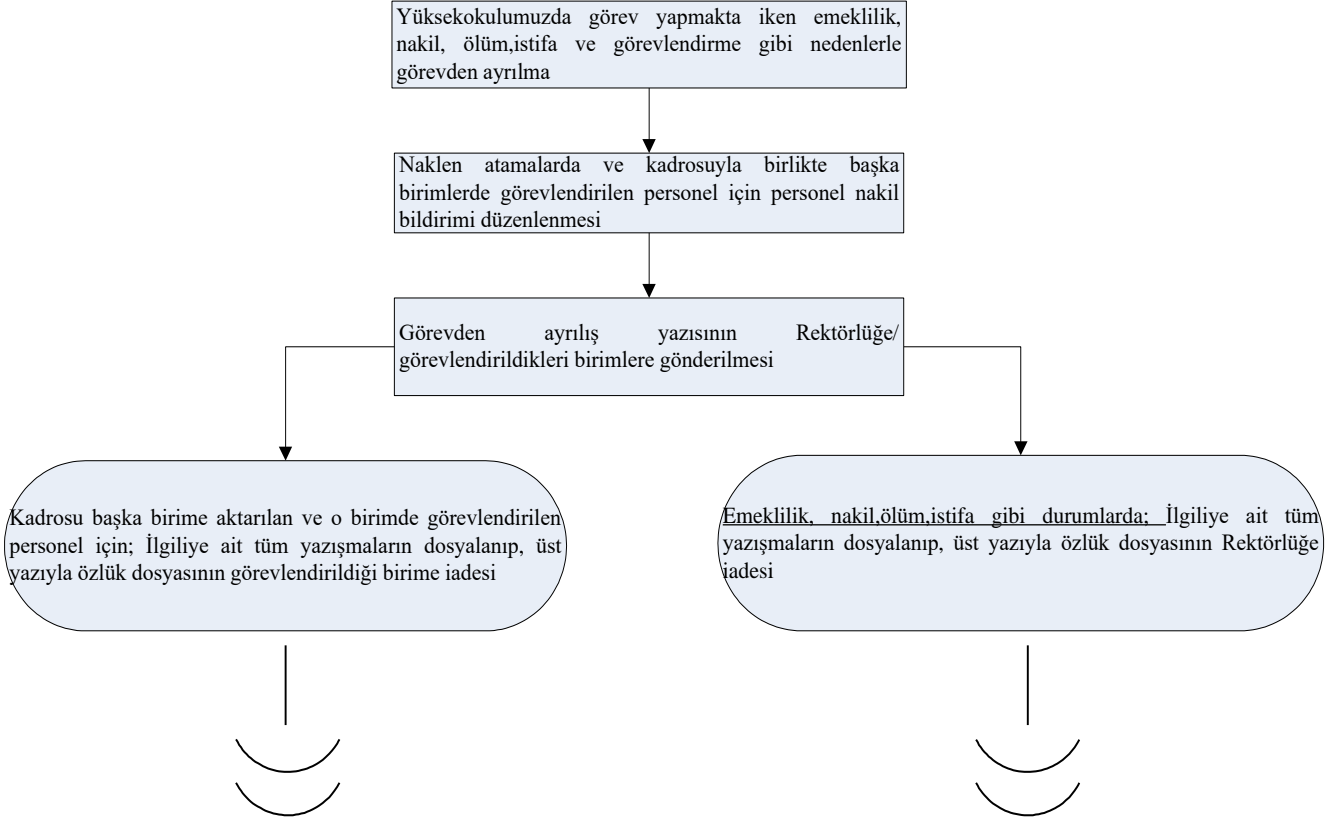 Yüksekokulumuzda görev yapmakta iken emeklilik,
nakil, ölüm,istifa ve görevlendirme gibi nedenlerle
görevden ayrılma
Naklen atamalarda ve kadrosuyla birlikte başka
birimlerde görevlendirilen personel için personel nakil
bildirimi düzenlenmesi
Görevden ayrılış yazısının Rektörlüğe/
görevlendirildikleri birimlere gönderilmesi
Kadrosu başka birime aktarılan ve o birimde görevlendirilen
personel için; İlgiliye ait tüm yazışmaların dosyalanıp, üst
yazıyla özlük dosyasının görevlendirildiği birime iadesi
Emeklilik, nakil,ölüm,istifa gibi durumlarda; İlgiliye ait tüm
yazışmaların dosyalanıp, üst yazıyla özlük dosyasının Rektörlüğe
iadesi